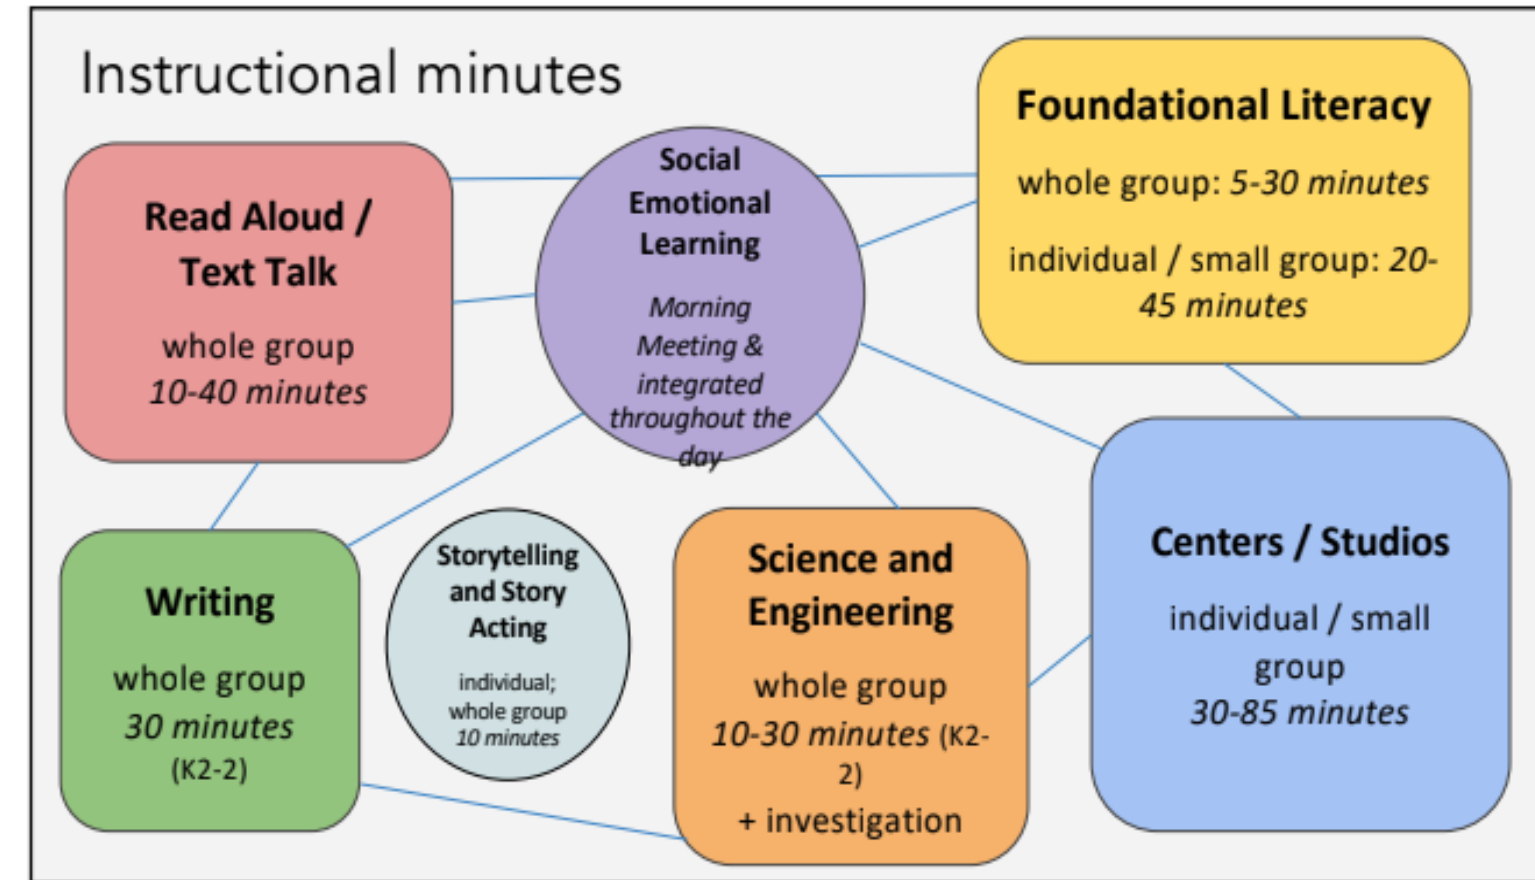 Instructional minutes
Read Aloud /
Text Talk
whole group
10-40 minutes
Social
Emotional
Learning
Morning
Meeting &
integrated
throughout the
day
Foundational Literacy
whole group: 5-30 minutes
individual / small group: 20-
45 minutes
Writing
whole group
30 minutes
(K2-2)
Storytelling
and Story
Acting
individual;
whole group
10 minutes
Science and
Engineering
whole group
10-30 minutes (K2-
2)
+ investigation
Centers / Studios
individual / small
group
30-85 minutes